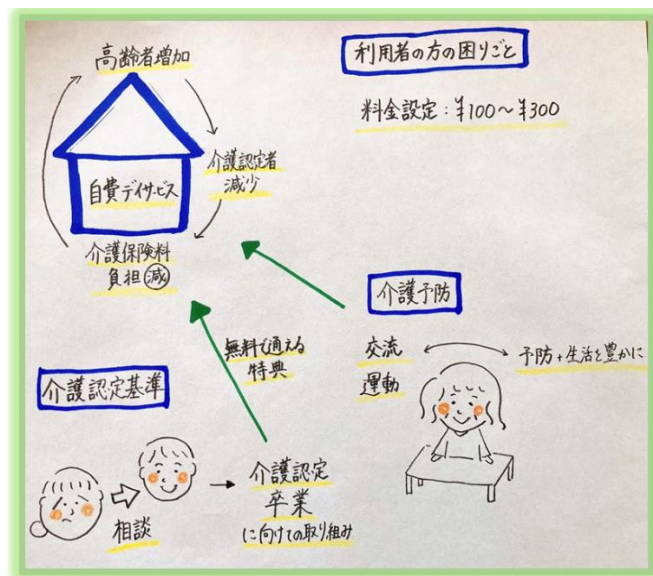 高齢者増加
自費デイサービス
介護認定者
減少
介護保険料
負担減
利用者の方の困りごと
料金設定：¥100～¥300
介護予防
交流
運動
予防+生活を豊かに
無料で通える
特典
介護認定基準
相談
介護認定
卒業
に向けての取り組み